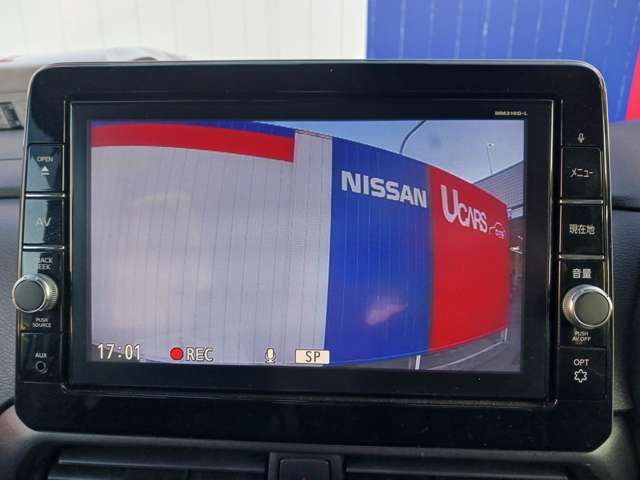 MM319D-L
OPEN
AV
TRACK
SEEK
PUSH
SOURCE
AUX
NISSAN
UCARS
17:01
REC
SP
メニュー
現在地
音量
PUSH
AV OFF
OPT